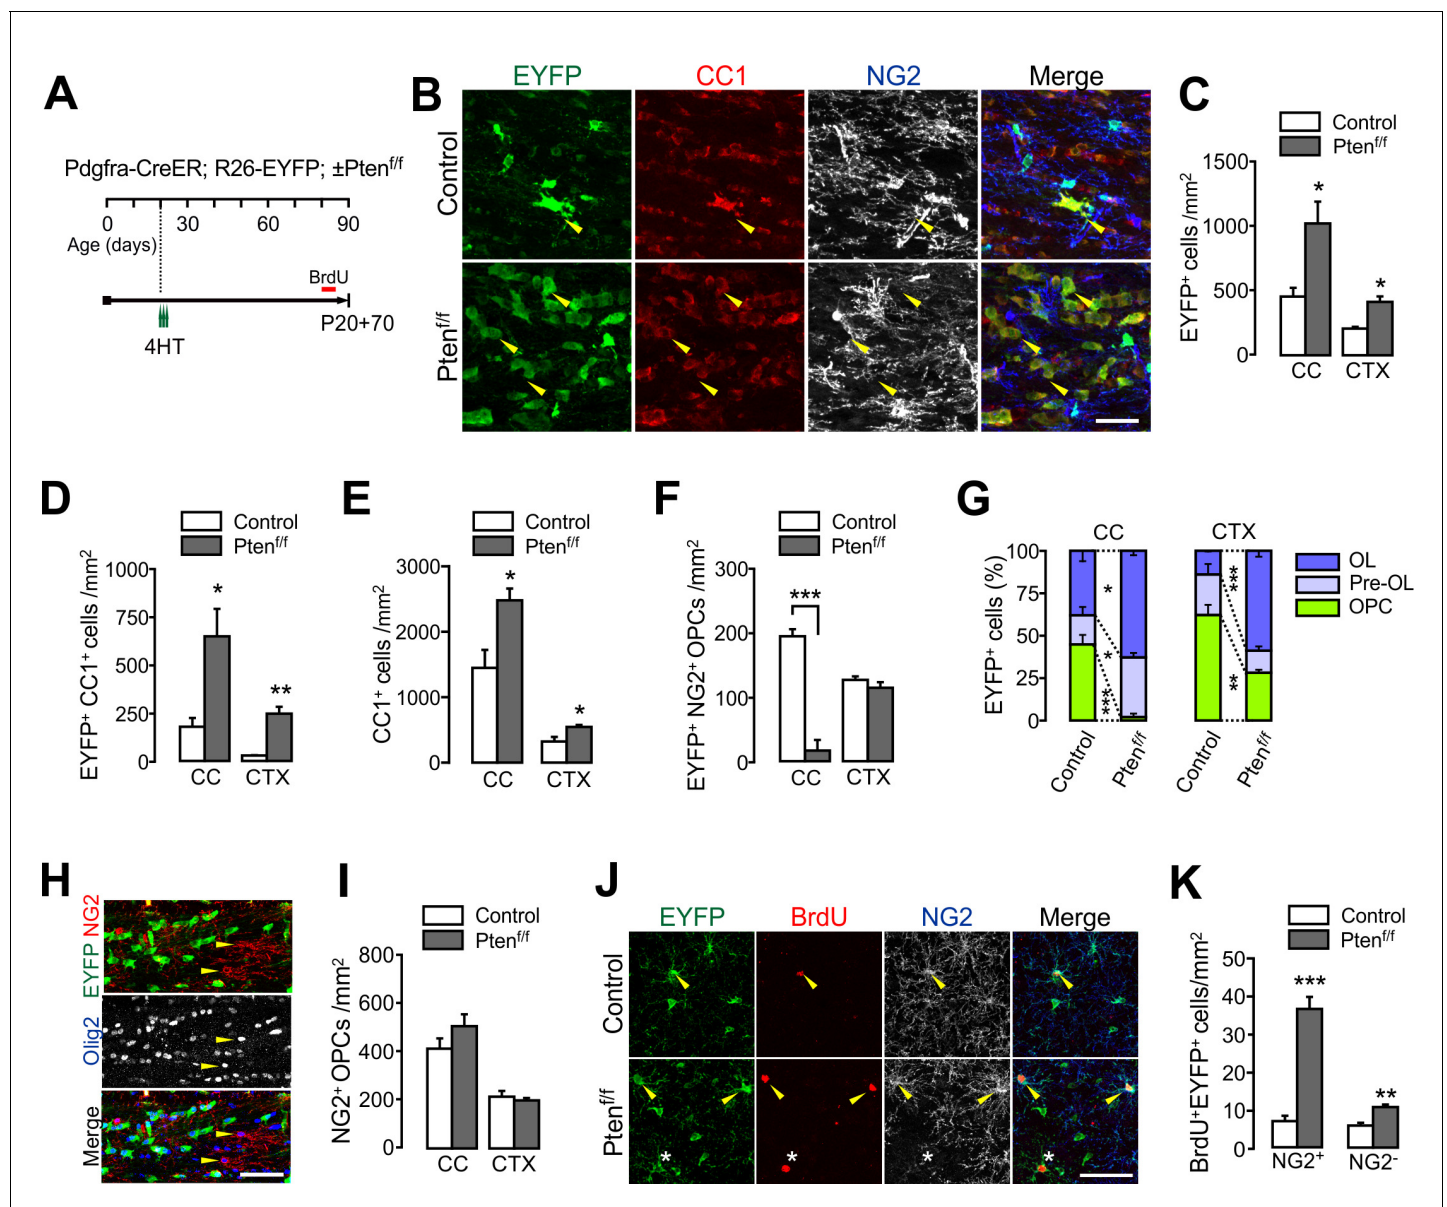 A
Pdgfra-CreER; R26-EYFP; ±Pten^f/f
0 30 60 90
Age (days)
BrdU
P20+70
4HT
B
EYFP CC1 NG2 Merge
Control
Pten^f/f
C
Control
Pten^f/f
EYFP⁺ cells /mm²
1500
1000
500
0
* *
CC CTX
D
Control
Pten^f/f
EYFP⁺ CC1⁺ cells /mm²
1000
750
500
250
0
* **
CC CTX
E
Control
Pten^f/f
CC1⁺ cells /mm²
3000
2000
1000
0
* *
CC CTX
F
Control
Pten^f/f
EYFP⁺ NG2⁺ OPCs /mm²
300
200
100
0
***
CC CTX
G
CC CTX
EYFP⁺ cells (%)
100
75
50
25
0
* * ***
*** **
Control Pten^f/f Control Pten^f/f
OL
Pre-OL
OPC
H
EYFP NG2
Olig2
Merge
I
Control
Pten^f/f
NG2⁺ OPCs /mm²
800
600
400
200
0
CC CTX
J
EYFP BrdU NG2 Merge
Control
Pten^f/f
* * * *
K
Control
Pten^f/f
BrdU⁺EYFP⁺ cells/mm²
50
40
30
20
10
0
*** **
NG2⁺ NG2⁻